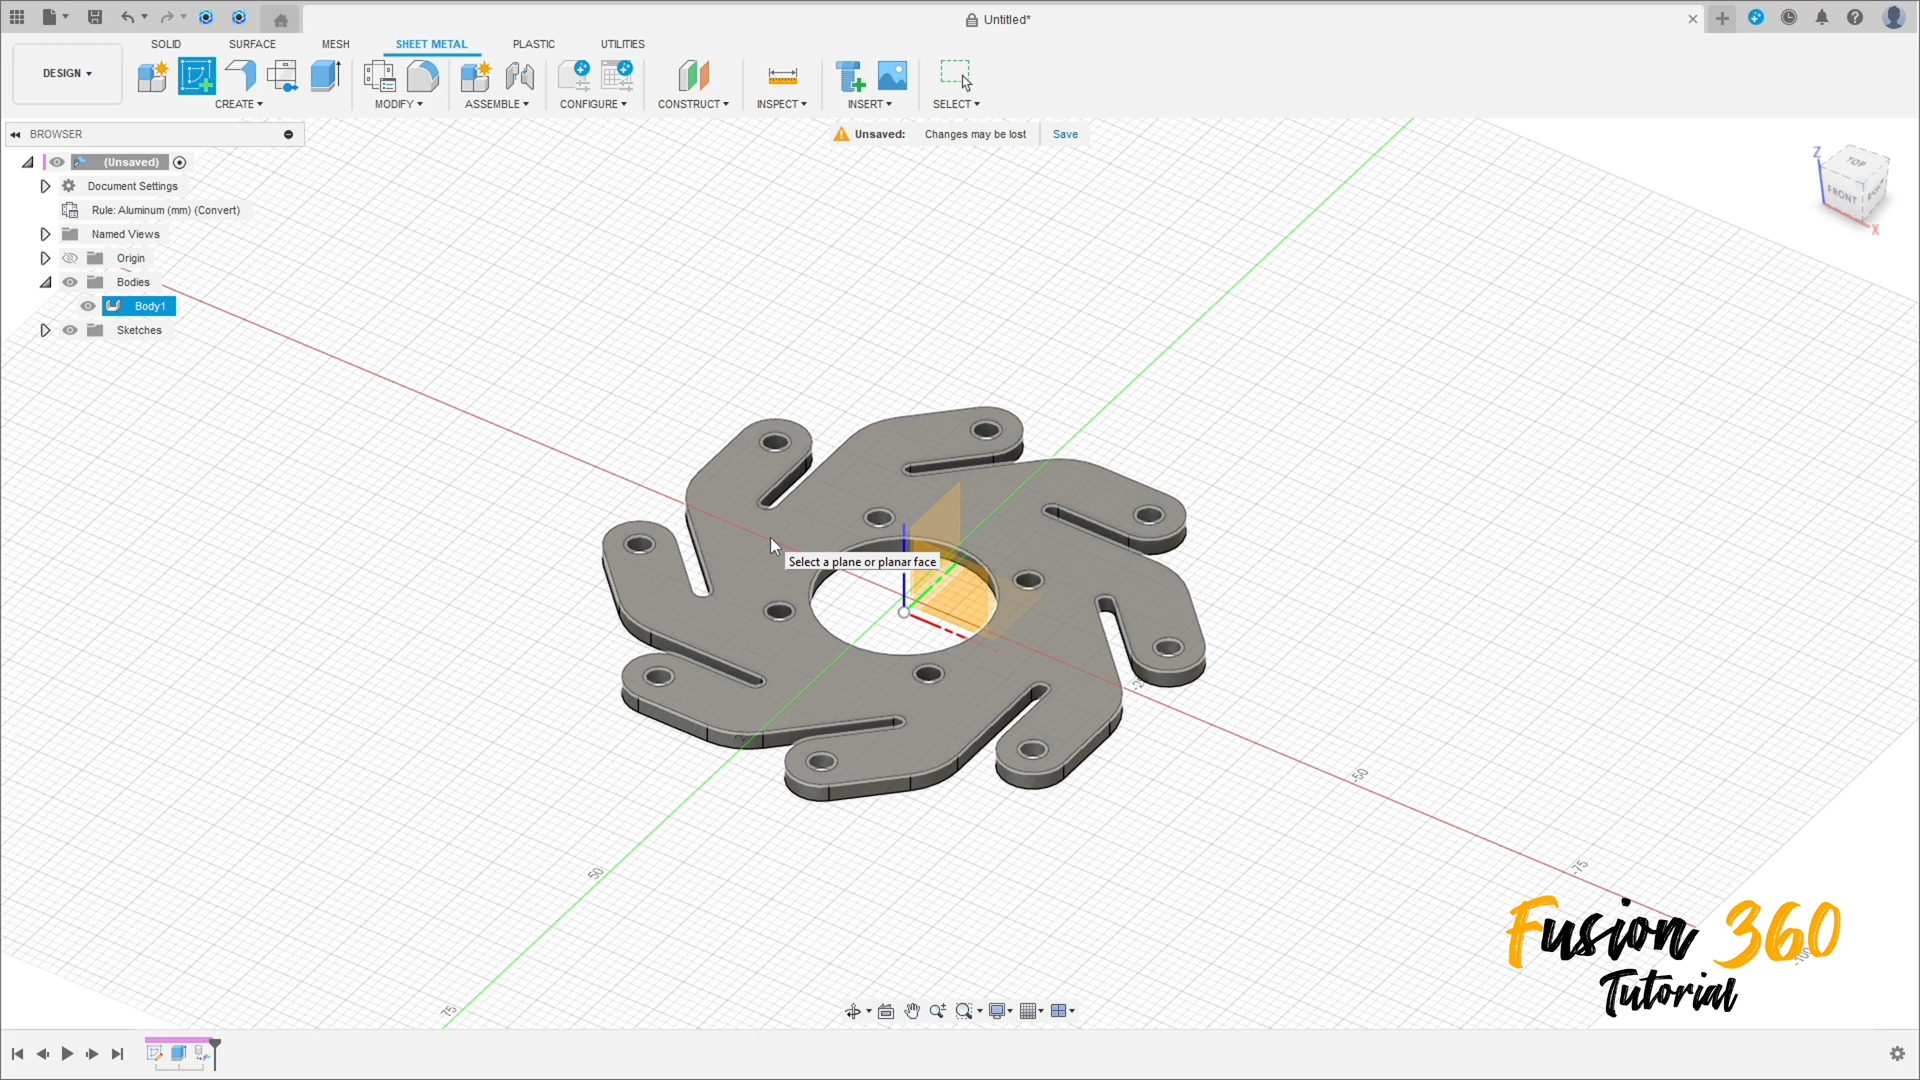 Untitled*
DESIGN
SOLID
SURFACE
MESH
SHEET METAL
PLASTIC
UTILITIES
CREATE
MODIFY
ASSEMBLE
CONFIGURE
CONSTRUCT
INSPECT
INSERT
SELECT
BROWSER
Unsaved: Changes may be lost Save
(Unsaved)
Document Settings
Rule: Aluminum (mm) (Convert)
Named Views
Origin
Bodies
Body1
Sketches
Z
TOP
FRONT
X
Select a plane or planar face
-50
-75
50
75
-100
Fusion 360
Tutorial